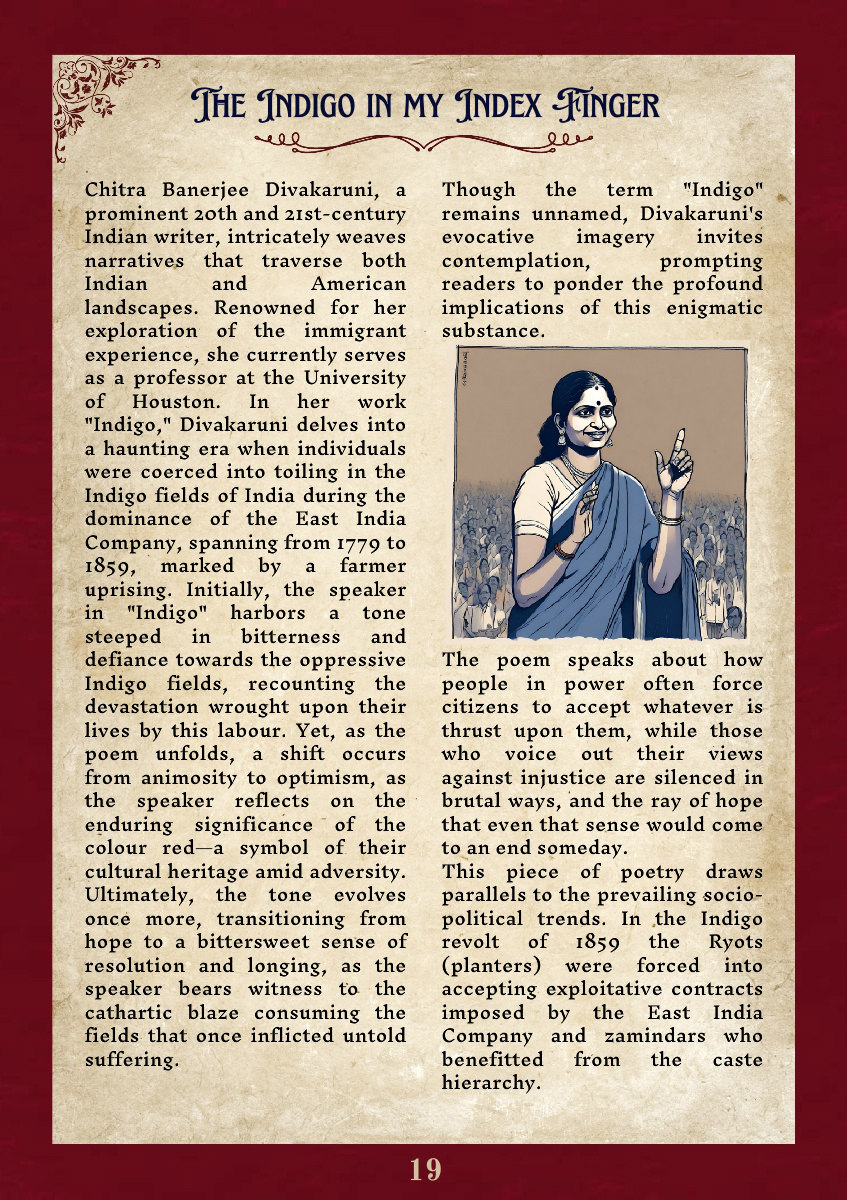 The Indigo in my Index Finger
Chitra Banerjee Divakaruni, a
prominent 20th and 21st-century
Indian writer, intricately weaves
narratives that traverse both
Indian and American
landscapes. Renowned for her
exploration of the immigrant
experience, she currently serves
as a professor at the University
of Houston. In her work
"Indigo," Divakaruni delves into
a haunting era when individuals
were coerced into toiling in the
Indigo fields of India during the
dominance of the East India
Company, spanning from 1779 to
1859, marked by a farmer
uprising. Initially, the speaker
in "Indigo" harbors a tone
steeped in bitterness and
defiance towards the oppressive
Indigo fields, recounting the
devastation wrought upon their
lives by this labour. Yet, as the
poem unfolds, a shift occurs
from animosity to optimism, as
the speaker reflects on the
enduring significance of the
colour red—a symbol of their
cultural heritage amid adversity.
Ultimately, the tone evolves
once more, transitioning from
hope to a bittersweet sense of
resolution and longing, as the
speaker bears witness to the
cathartic blaze consuming the
fields that once inflicted untold
suffering.
Though the term "Indigo"
remains unnamed, Divakaruni's
evocative imagery invites
contemplation, prompting
readers to ponder the profound
implications of this enigmatic
substance.
The poem speaks about how
people in power often force
citizens to accept whatever is
thrust upon them, while those
who voice out their views
against injustice are silenced in
brutal ways, and the ray of hope
that even that sense would come
to an end someday.
This piece of poetry draws
parallels to the prevailing socio-
political trends. In the Indigo
revolt of 1859 the Ryots
(planters) were forced into
accepting exploitative contracts
imposed by the East India
Company and zamindars who
benefitted from the caste
hierarchy.
19